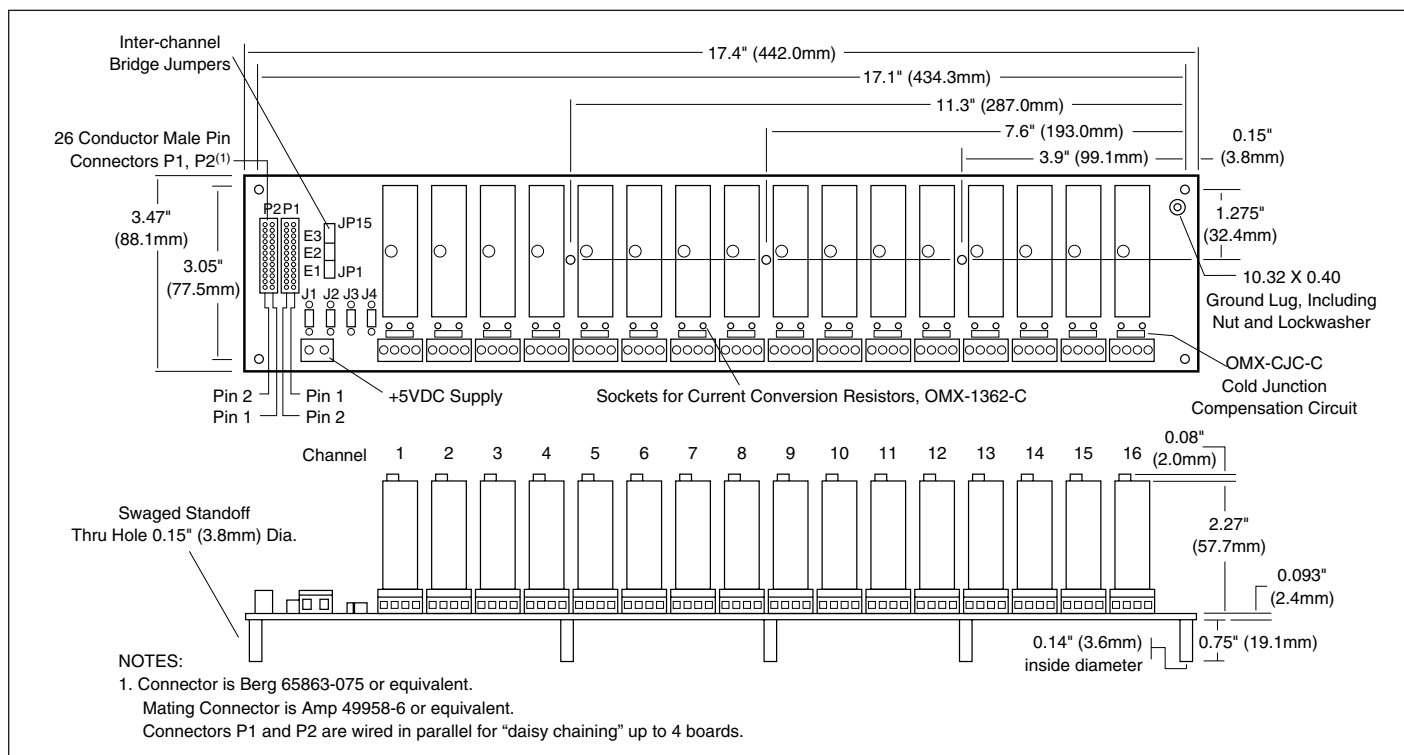 Inter-channel
Bridge Jumpers
17.4" (442.0mm)
17.1" (434.3mm)
11.3" (287.0mm)
7.6" (193.0mm)
3.9" (99.1mm)
0.15"
(3.8mm)
26 Conductor Male Pin
Connectors P1, P2(1)
3.47"
(88.1mm)
3.05"
(77.5mm)
P2 P1
JP15
E3
E2
E1
JP1
J1 J2 J3 J4
1.275"
(32.4mm)
10.32 X 0.40
Ground Lug, Including
Nut and Lockwasher
OMX-CJC-C
Cold Junction
Compensation Circuit
Pin 2
Pin 1
Pin 1
Pin 2
+5VDC Supply
Sockets for Current Conversion Resistors, OMX-1362-C
Channel 1 2 3 4 5 6 7 8 9 10 11 12 13 14 15 16
0.08"
(2.0mm)
Swaged Standoff
Thru Hole 0.15" (3.8mm) Dia.
2.27"
(57.7mm)
0.093"
(2.4mm)
0.14" (3.6mm)
inside diameter
0.75" (19.1mm)
NOTES:
1. Connector is Berg 65863-075 or equivalent.
Mating Connector is Amp 49958-6 or equivalent.
Connectors P1 and P2 are wired in parallel for “daisy chaining” up to 4 boards.